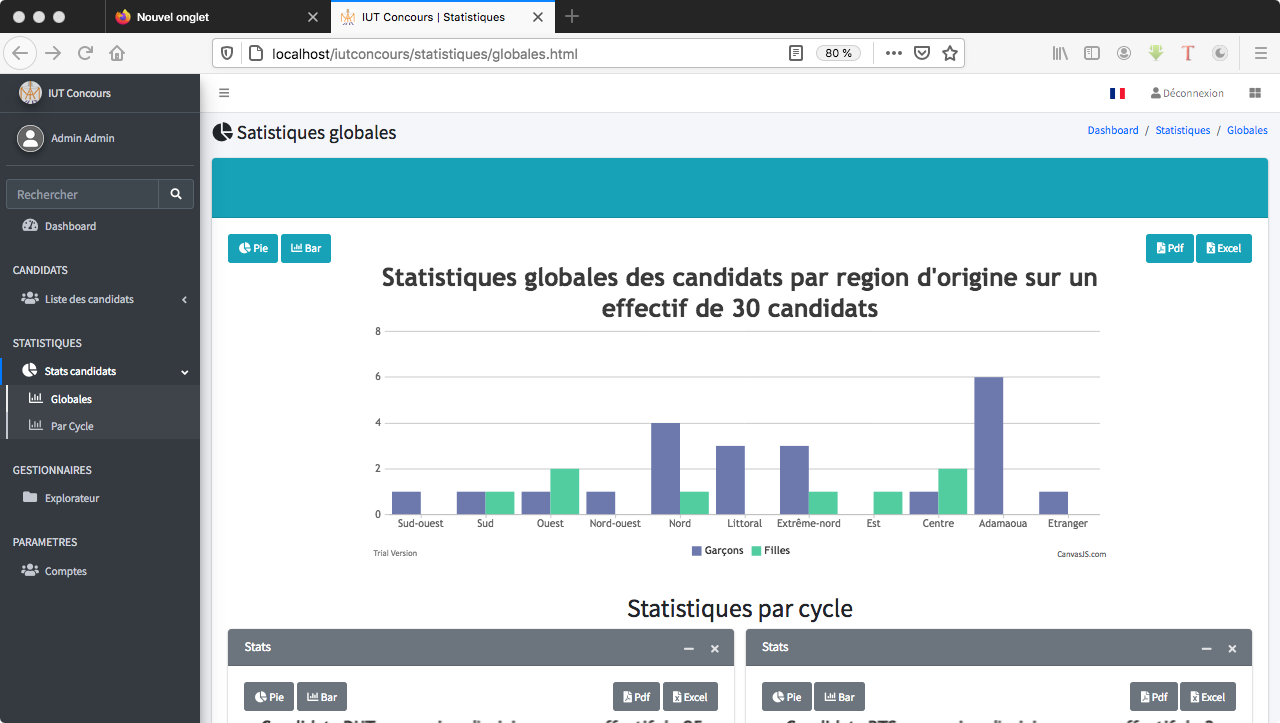 Nouvel onglet
IUT Concours | Statistiques
localhost/iutconcours/statistiques/globales.html
80 %
IUT Concours
Déconnexion
Admin Admin
Satistiques globales
Dashboard / Statistiques / Globales
Rechercher
Dashboard
CANDIDATS
Liste des candidats
STATISTIQUES
Stats candidats
Globales
Par Cycle
GESTIONNAIRES
Explorateur
PARAMETRES
Comptes
Pie
Bar
Pdf
Excel
Statistiques globales des candidats par region d'origine sur un
effectif de 30 candidats
8
6
4
2
0
Sud-ouest Sud Ouest Nord-ouest Nord Littoral Extrême-nord Est Centre Adamaoua Etranger
Trial Version
Garçons Filles
CanvasJS.com
Statistiques par cycle
Stats
Pie
Bar
Pdf
Excel
Stats
Pie
Bar
Pdf
Excel